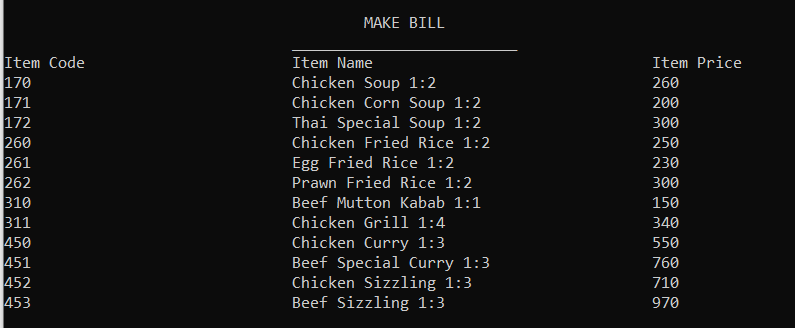 MAKE BILL
Item Code Item Name Item Price
170 Chicken Soup 1:2 260
171 Chicken Corn Soup 1:2 200
172 Thai Special Soup 1:2 300
260 Chicken Fried Rice 1:2 250
261 Egg Fried Rice 1:2 230
262 Prawn Fried Rice 1:2 300
310 Beef Mutton Kabab 1:1 150
311 Chicken Grill 1:4 340
450 Chicken Curry 1:3 550
451 Beef Special Curry 1:3 760
452 Chicken Sizzling 1:3 710
453 Beef Sizzling 1:3 970